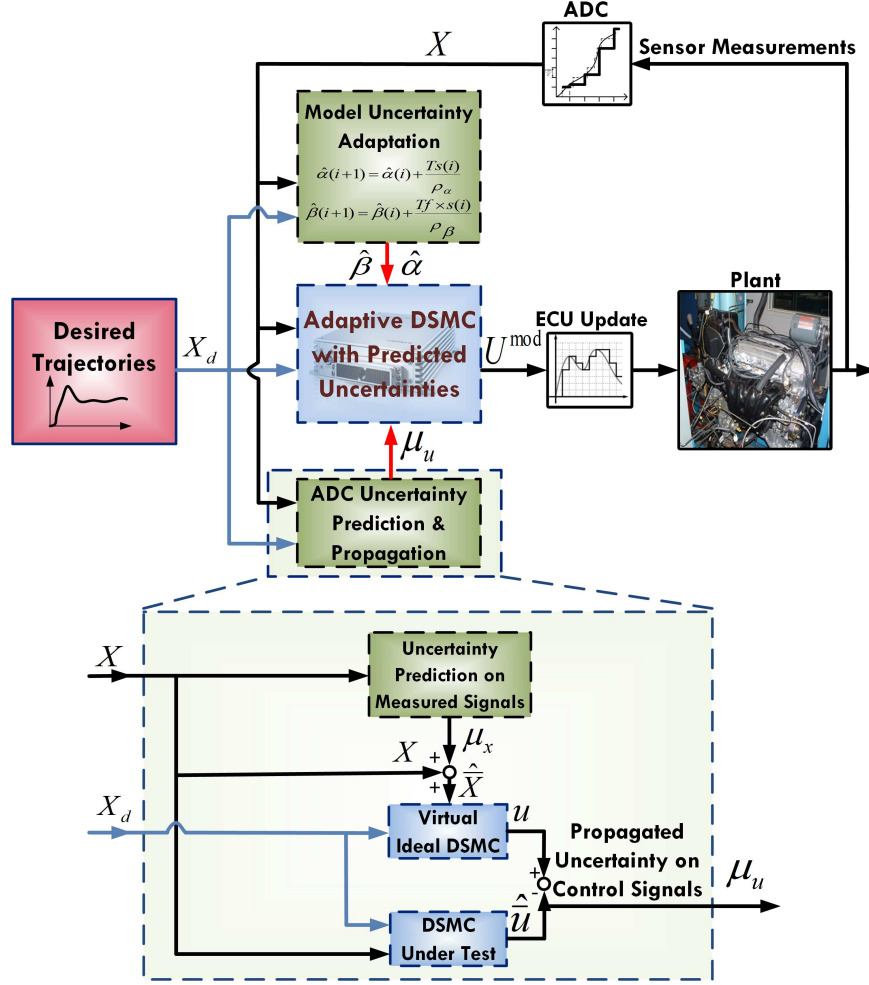 ADC
Sensor Measurements
X
Model Uncertainty
Adaptation
α̂(i+1) = α̂(i) + Ts(i)/ρ_α
β̂(i+1) = β̂(i) + Tf × s(i)/ρ_β
β̂ α̂
Desired
Trajectories
X_d
Adaptive DSMC
with Predicted
Uncertainties
U^mod
ECU Update
Plant
μ_u
ADC Uncertainty
Prediction &
Propagation
X
Uncertainty
Prediction on
Measured Signals
μ_x
X
+
+
X̄̂
X_d
Virtual
Ideal DSMC
u
Propagated
Uncertainty on
Control Signals
+
-
μ_u
ū̂
DSMC
Under Test